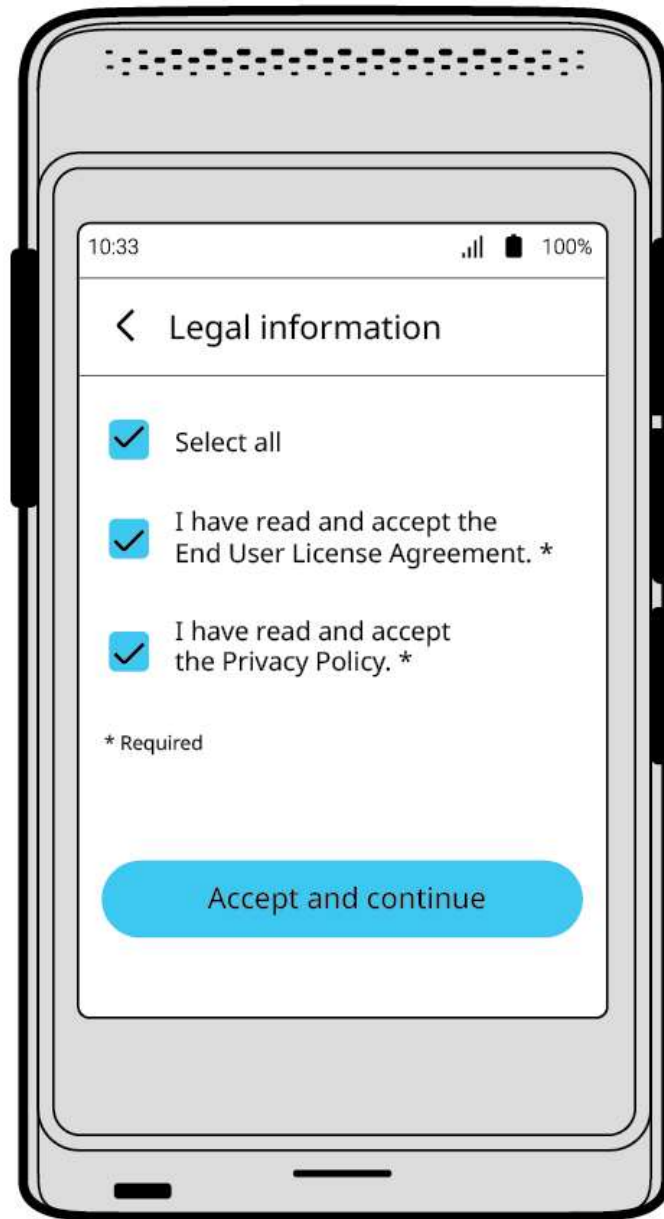 10:33 100%
Legal information
Select all
I have read and accept the
End User License Agreement. *
I have read and accept
the Privacy Policy. *
* Required
Accept and continue